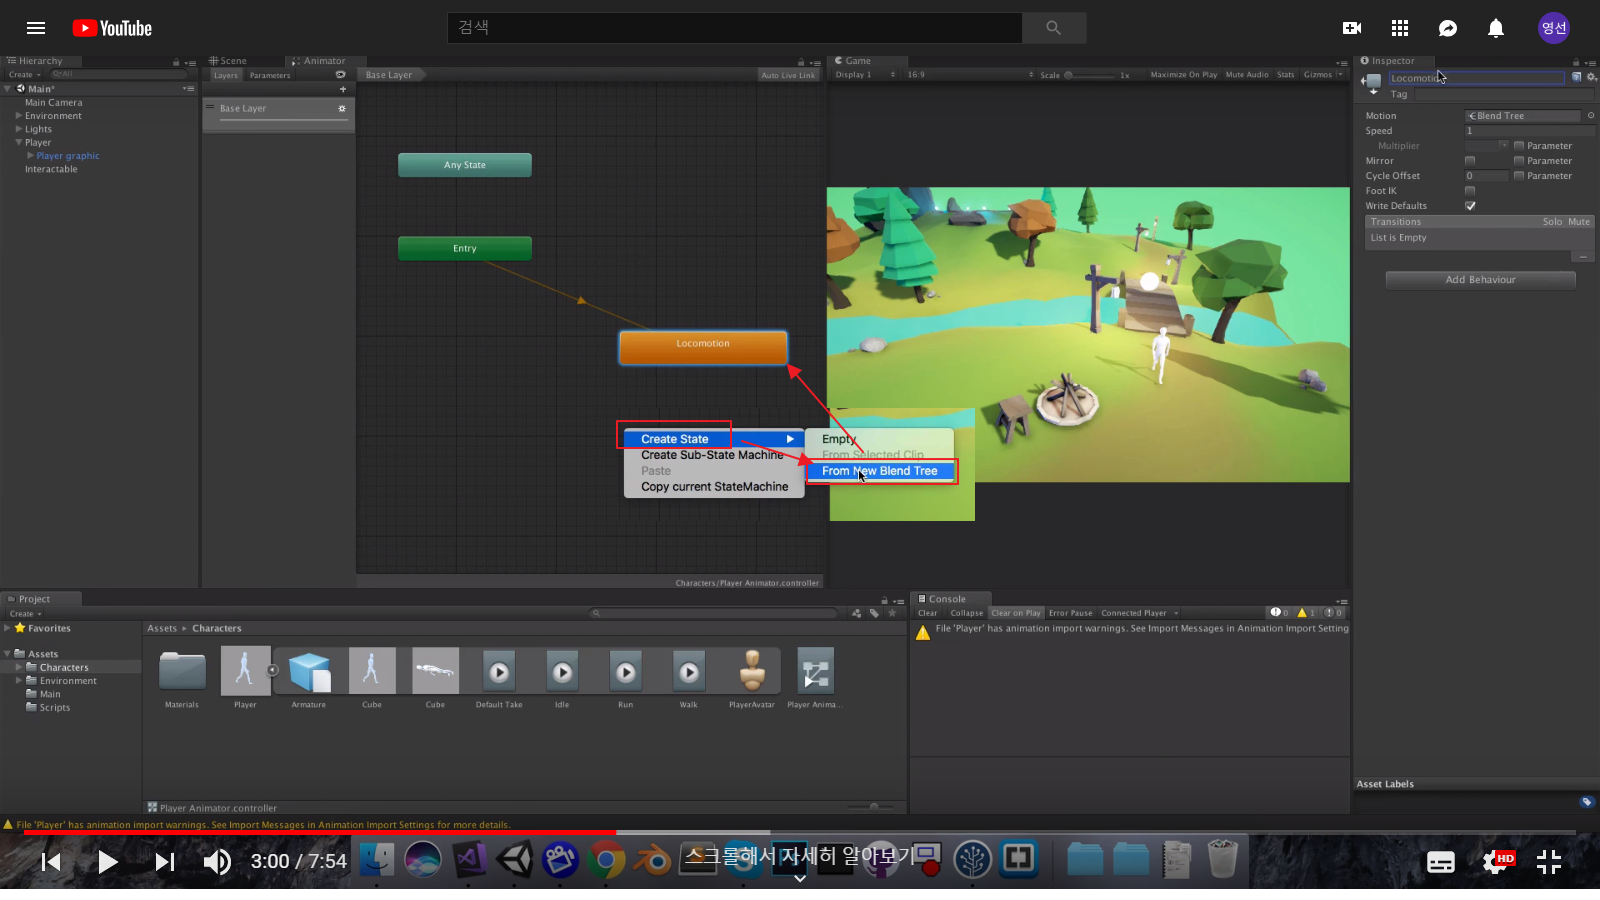 YouTube
검색
영선
Hierarchy
Create
All
Main*
Main Camera
Environment
Lights
Player
Player graphic
Interactable
Scene
Animator
Layers
Parameters
Base Layer
Auto Live Link
Base Layer
Any State
Entry
Locomotion
Create State
Create Sub-State Machine
Paste
Copy current StateMachine
Empty
From Selected Clip
From New Blend Tree
Characters/Player Animator.controller
Game
Display 1
16:9
Scale
1x
Maximize On Play
Mute Audio
Stats
Gizmos
Inspector
Tag
Motion
Blend Tree
Speed
1
Multiplier
Parameter
Mirror
Parameter
Cycle Offset
0
Parameter
Foot IK
Write Defaults
Transitions
Solo
Mute
List is Empty
Add Behaviour
Asset Labels
Project
Create
Favorites
Assets
Characters
Environment
Main
Scripts
Assets ▸ Characters
Materials
Player
Armature
Cube
Cube
Default Take
Idle
Run
Walk
PlayerAvatar
Player Anima...
Player Animator.controller
Console
Clear
Collapse
Clear on Play
Error Pause
Connected Player
0
1
0
File 'Player' has animation import warnings. See Import Messages in Animation Import Setting
File 'Player' has animation import warnings. See Import Messages in Animation Import Settings for more details.
3:00 / 7:54
스크롤해서 자세히 알아보기
HD